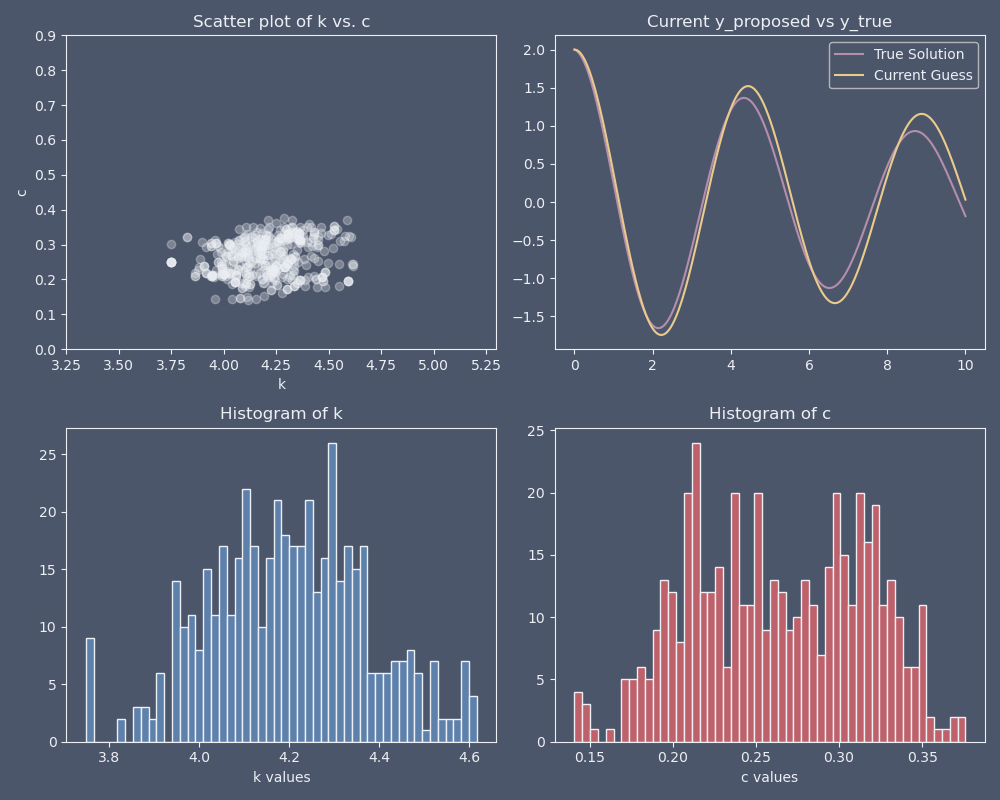 Scatter plot of k vs. c
0.9
0.8
0.7
0.6
0.5
0.4
0.3
0.2
0.1
0.0
c
3.25 3.50 3.75 4.00 4.25 4.50 4.75 5.00 5.25
k
Current y_proposed vs y_true
True Solution
Current Guess
2.0
1.5
1.0
0.5
0.0
−0.5
−1.0
−1.5
0 2 4 6 8 10
Histogram of k
25
20
15
10
5
0
3.8 4.0 4.2 4.4 4.6
k values
Histogram of c
25
20
15
10
5
0
0.15 0.20 0.25 0.30 0.35
c values